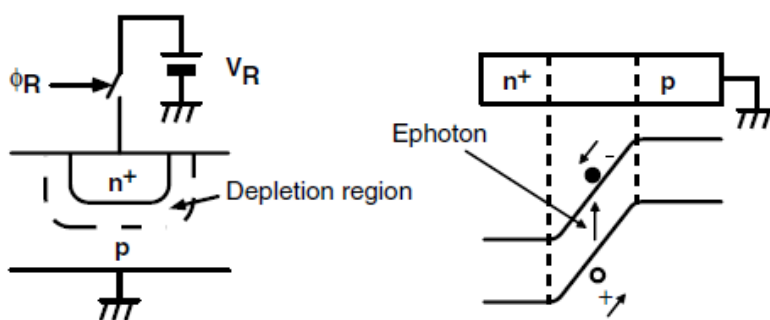 ϕR
VR
n+
Depletion region
p
n+
p
Ephoton
-
+